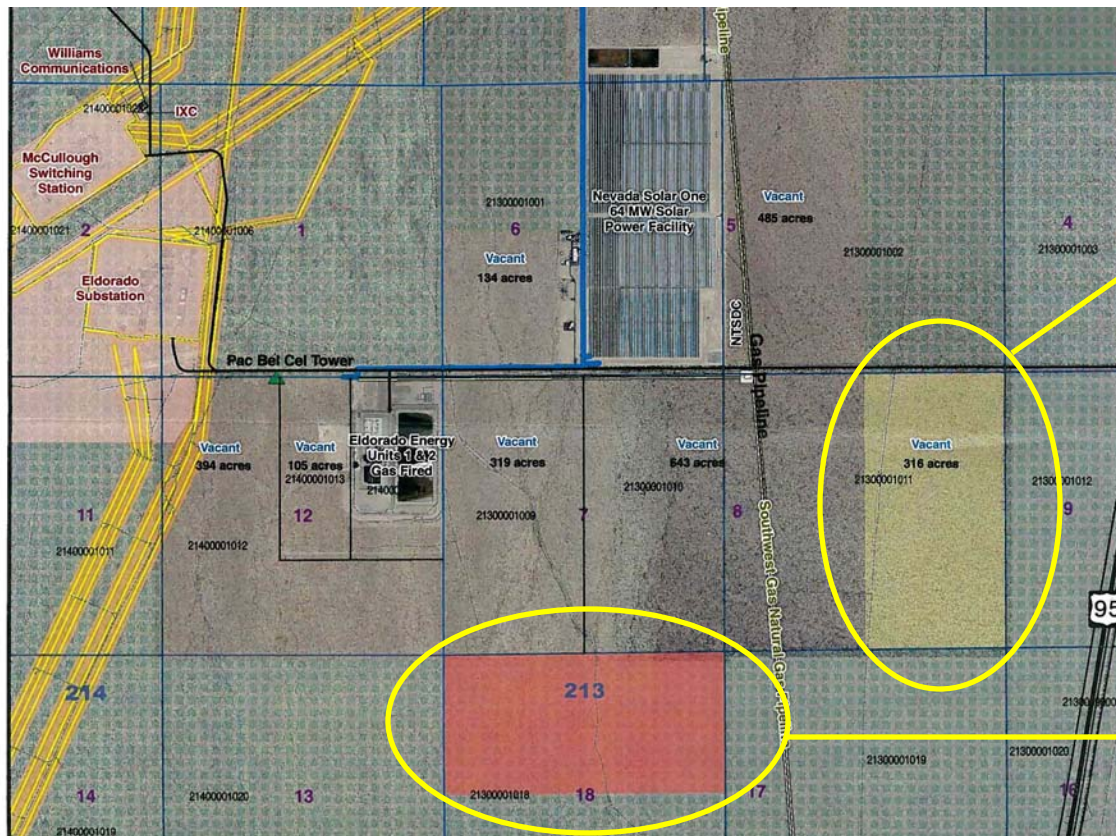 Williams
Communications
IXC
McCullough
Switching
Station
21400001021
2
21400001006
1
21300001001
6
Nevada Solar One
64 MW Solar
Power Facility
Vacant
485 acres
5
21300001002
4
21300001003
Vacant
134 acres
Eldorado
Substation
NTSDC
Gas Pipeline
Pac Bel Cel Tower
Vacant
394 acres
Vacant
105 acres
21400001013
Eldorado Energy
Units 1 & 2
Gas Fired
Vacant
319 acres
Vacant
643 acres
21300001010
Vacant
316 acres
21300001011
21300001012
11
21400001011
12
21400001012
21300001009
7
8
9
Southwest Gas Natural Gas Pipeline
95
214
213
14
21400001020
13
21300001018
18
17
21300001019
21300001020
16
21400001019